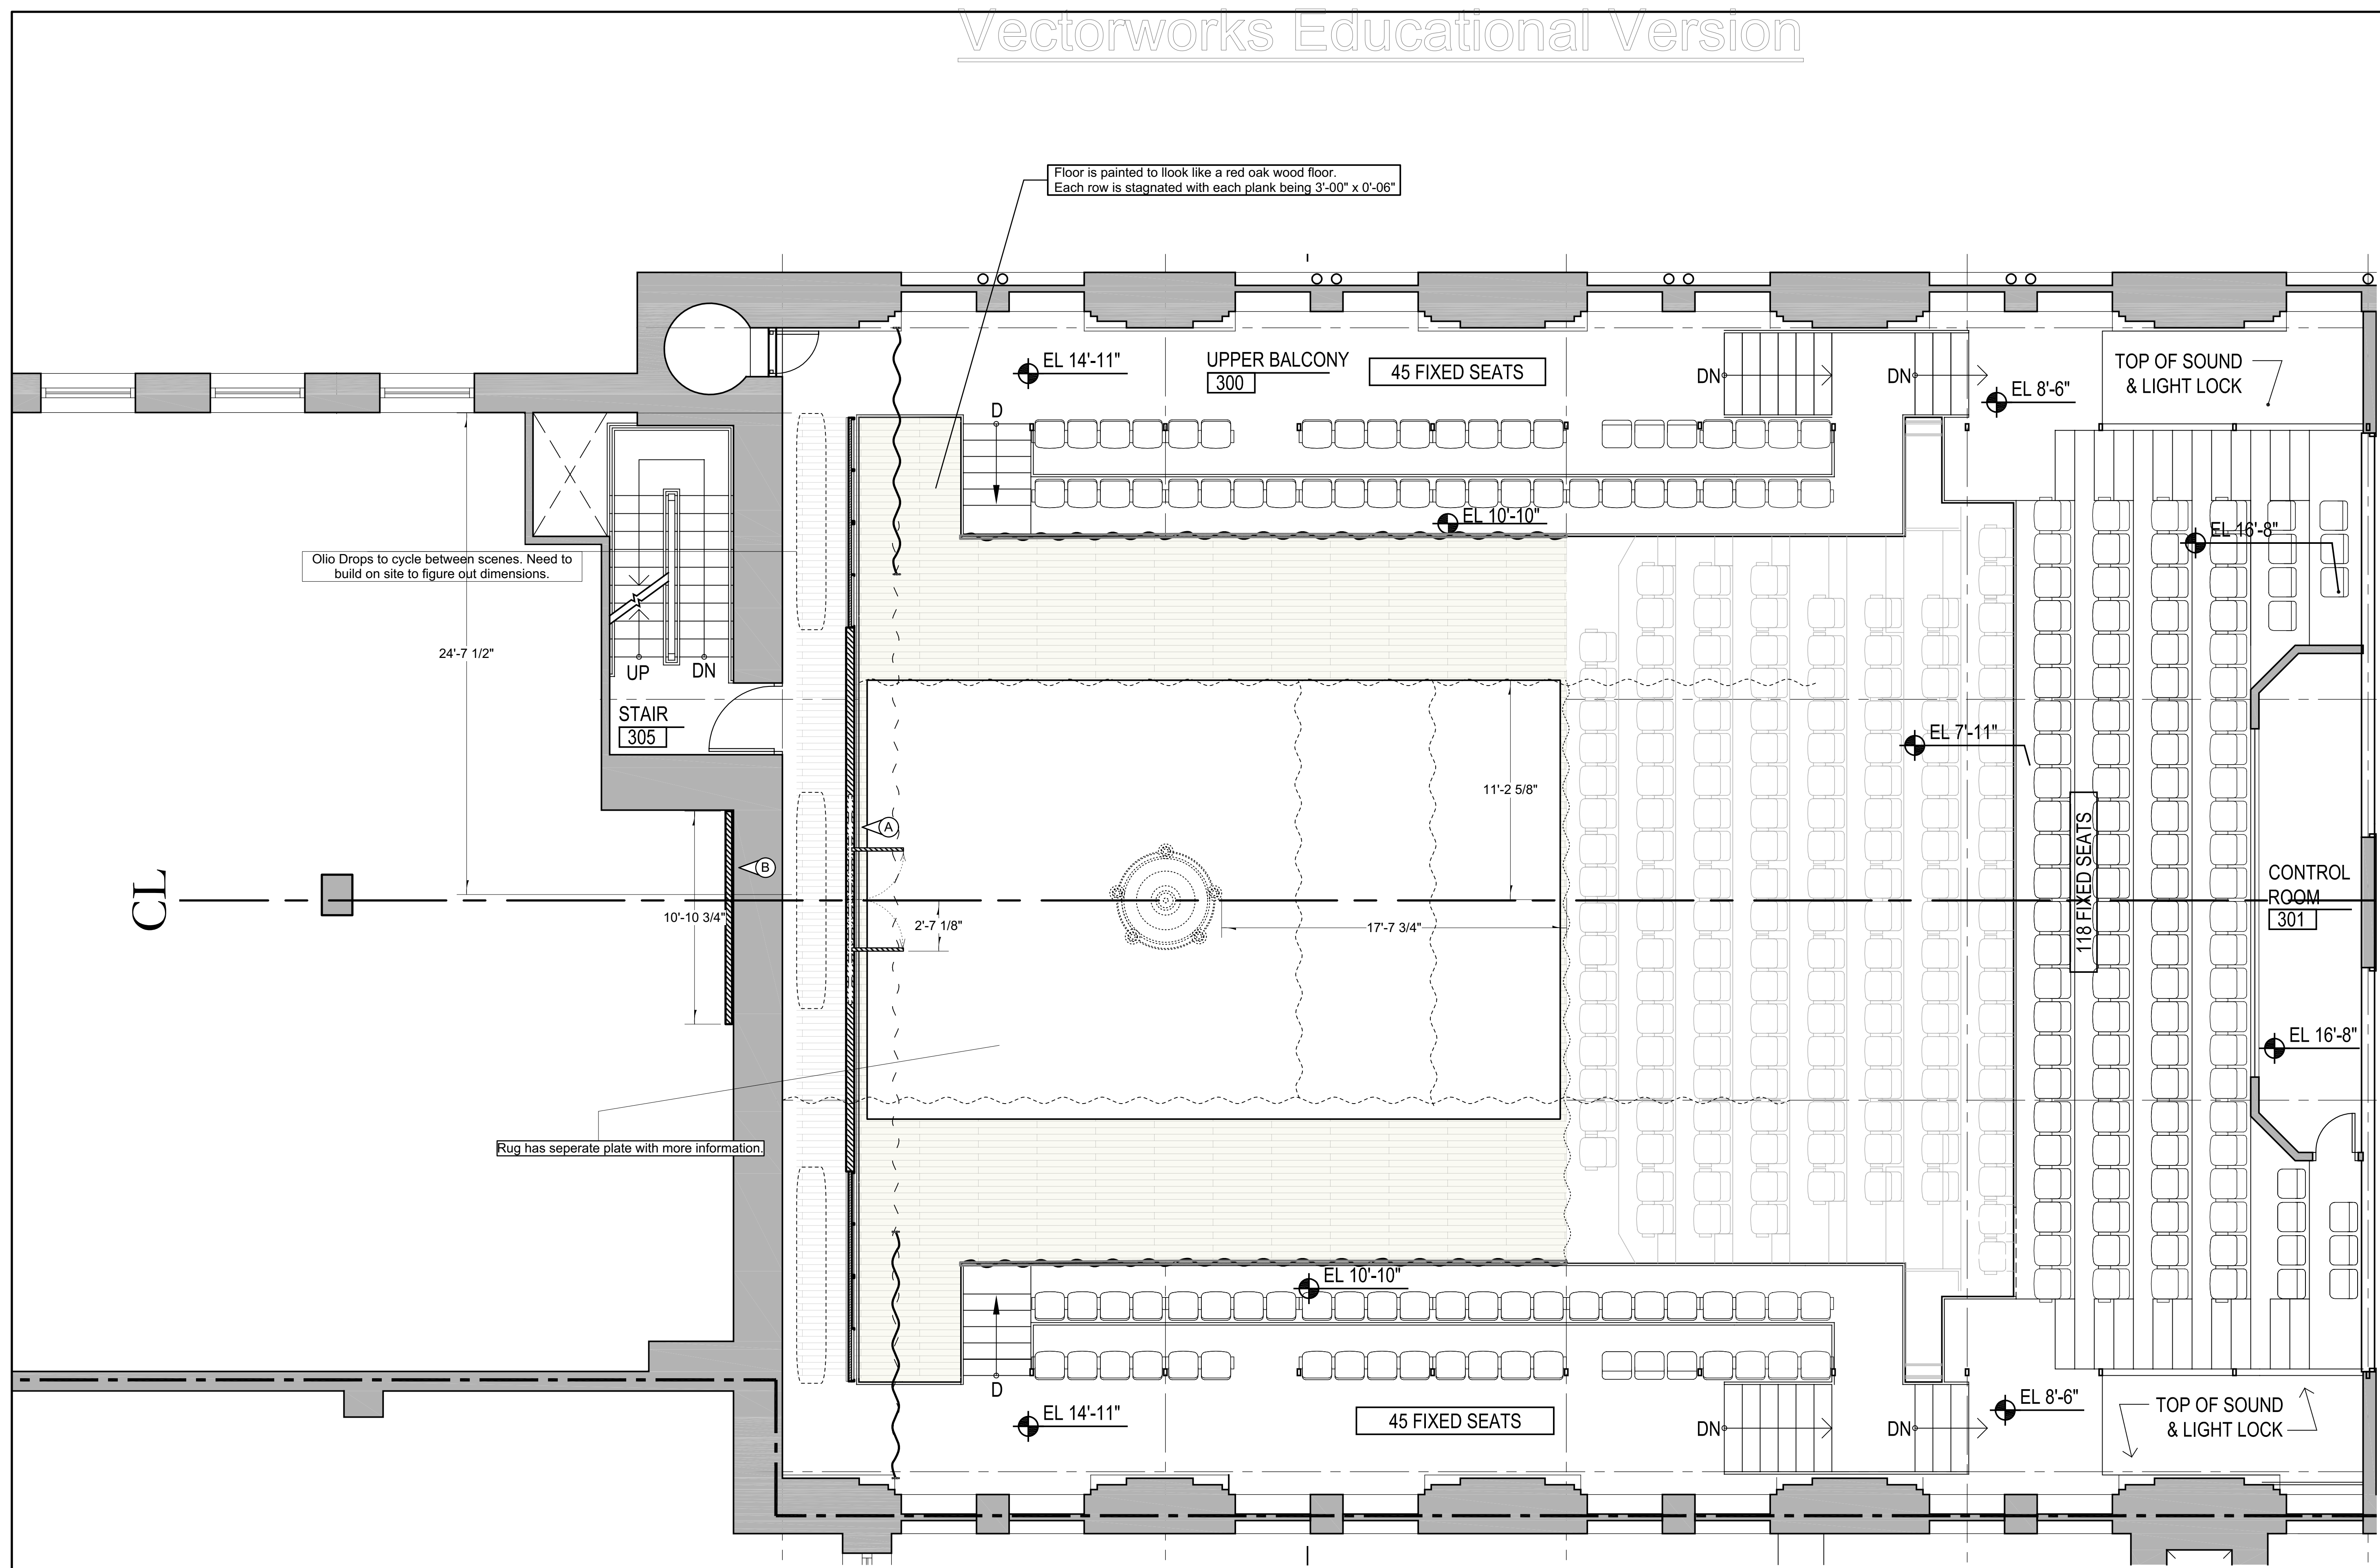 Vectorworks Educational Version
Floor is painted to llook like a red oak wood floor.
Each row is stagnated with each plank being 3'-00" x 0'-06"
EL 14'-11"
UPPER BALCONY
300
45 FIXED SEATS
DN
DN
EL 8'-6"
TOP OF SOUND
& LIGHT LOCK
D
EL 10'-10"
EL 16'-8"
Olio Drops to cycle between scenes. Need to
build on site to figure out dimensions.
24'-7 1/2"
UP
DN
STAIR
305
EL 7'-11"
11'-2 5/8"
A
B
118 FIXED SEATS
CL
CONTROL
ROOM
301
10'-10 3/4"
2'-7 1/8"
17'-7 3/4"
EL 16'-8"
Rug has seperate plate with more information.
EL 10'-10"
D
EL 14'-11"
45 FIXED SEATS
DN
DN
EL 8'-6"
TOP OF SOUND
& LIGHT LOCK